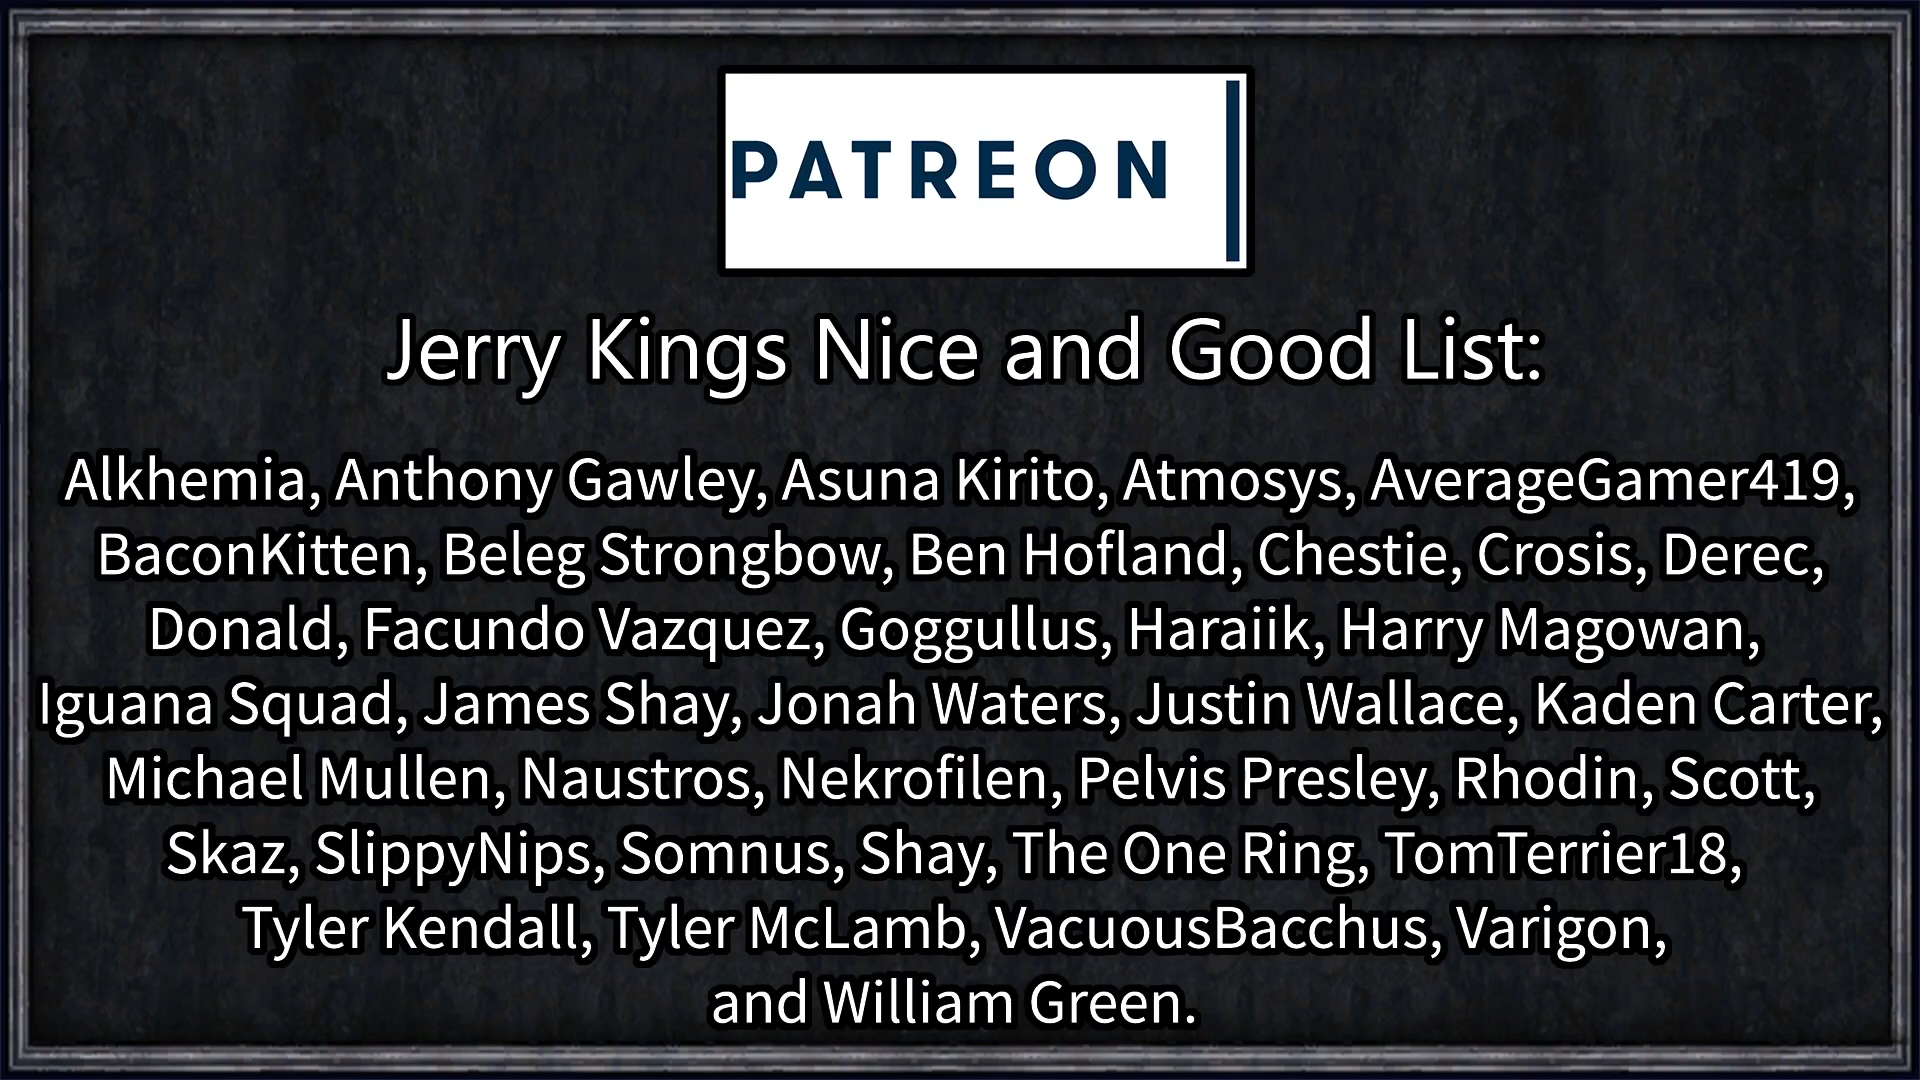 PATREON
Jerry Kings Nice and Good List:
Alkhemia, Anthony Gawley, Asuna Kirito, Atmosys, AverageGamer419,
BaconKitten, Beleg Strongbow, Ben Hofland, Chestie, Crosis, Derec,
Donald, Facundo Vazquez, Goggullus, Haraiik, Harry Magowan,
Iguana Squad, James Shay, Jonah Waters, Justin Wallace, Kaden Carter,
Michael Mullen, Naustros, Nekrofilen, Pelvis Presley, Rhodin, Scott,
Skaz, SlippyNips, Somnus, Shay, The One Ring, TomTerrier18,
Tyler Kendall, Tyler McLamb, VacuousBacchus, Varigon,
and William Green.